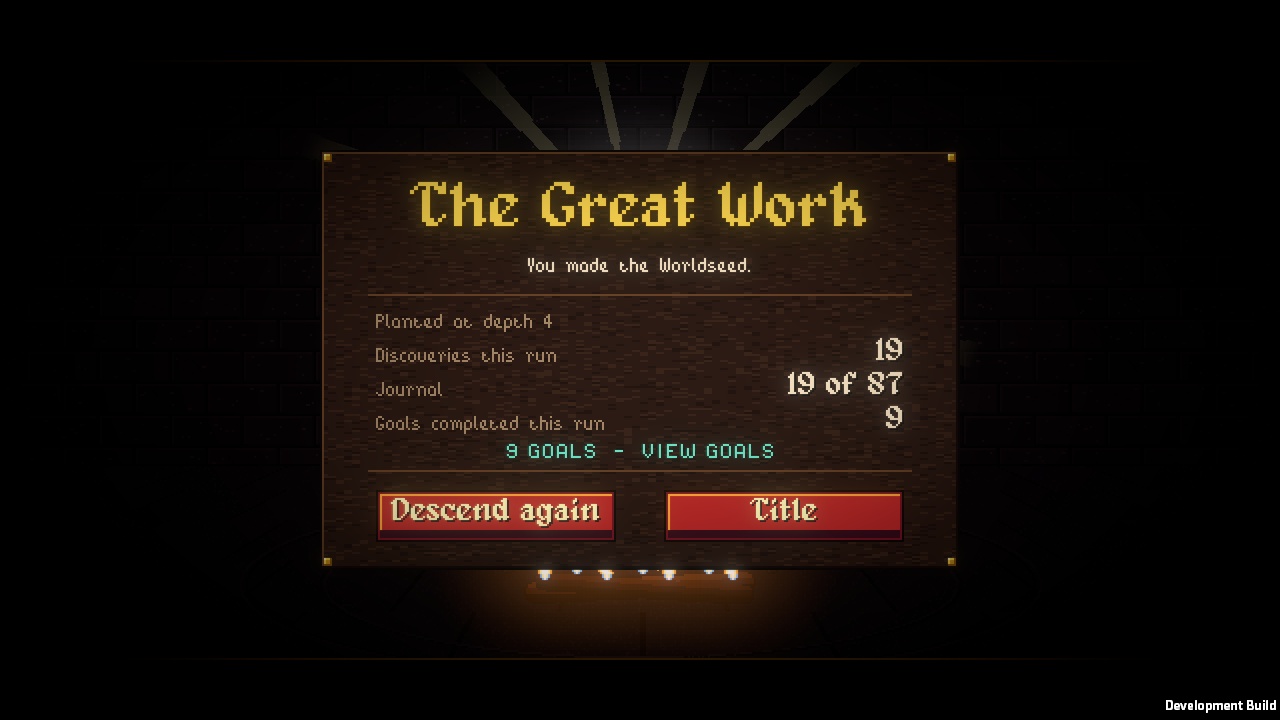 The Great Work
You made the Worldseed.
Planted at depth 4
Discoveries this run 19
Journal 19 of 87
Goals completed this run 9
9 GOALS - VIEW GOALS
Descend again
Title
Development Build